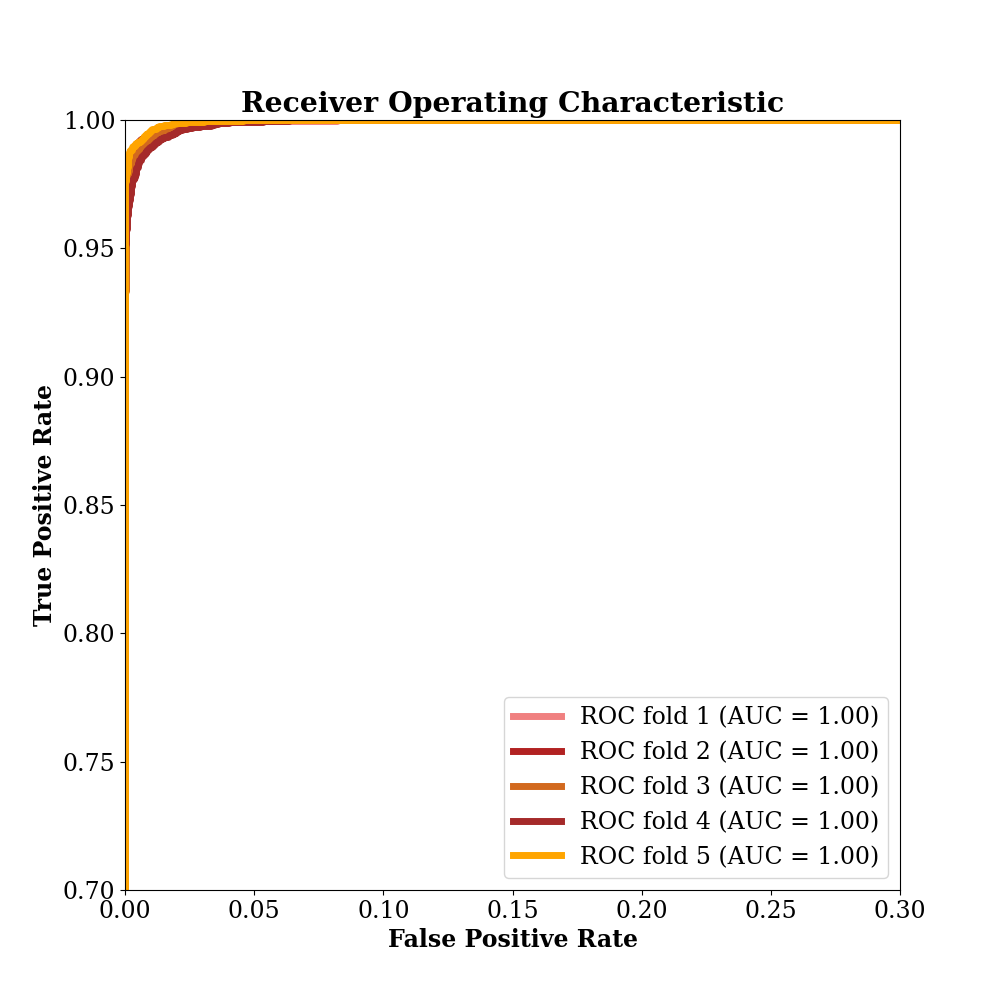 Receiver Operating Characteristic
1.00
0.95
0.90
0.85
0.80
0.75
0.70
True Positive Rate
ROC fold 1 (AUC = 1.00)
ROC fold 2 (AUC = 1.00)
ROC fold 3 (AUC = 1.00)
ROC fold 4 (AUC = 1.00)
ROC fold 5 (AUC = 1.00)
0.00 0.05 0.10 0.15 0.20 0.25 0.30
False Positive Rate